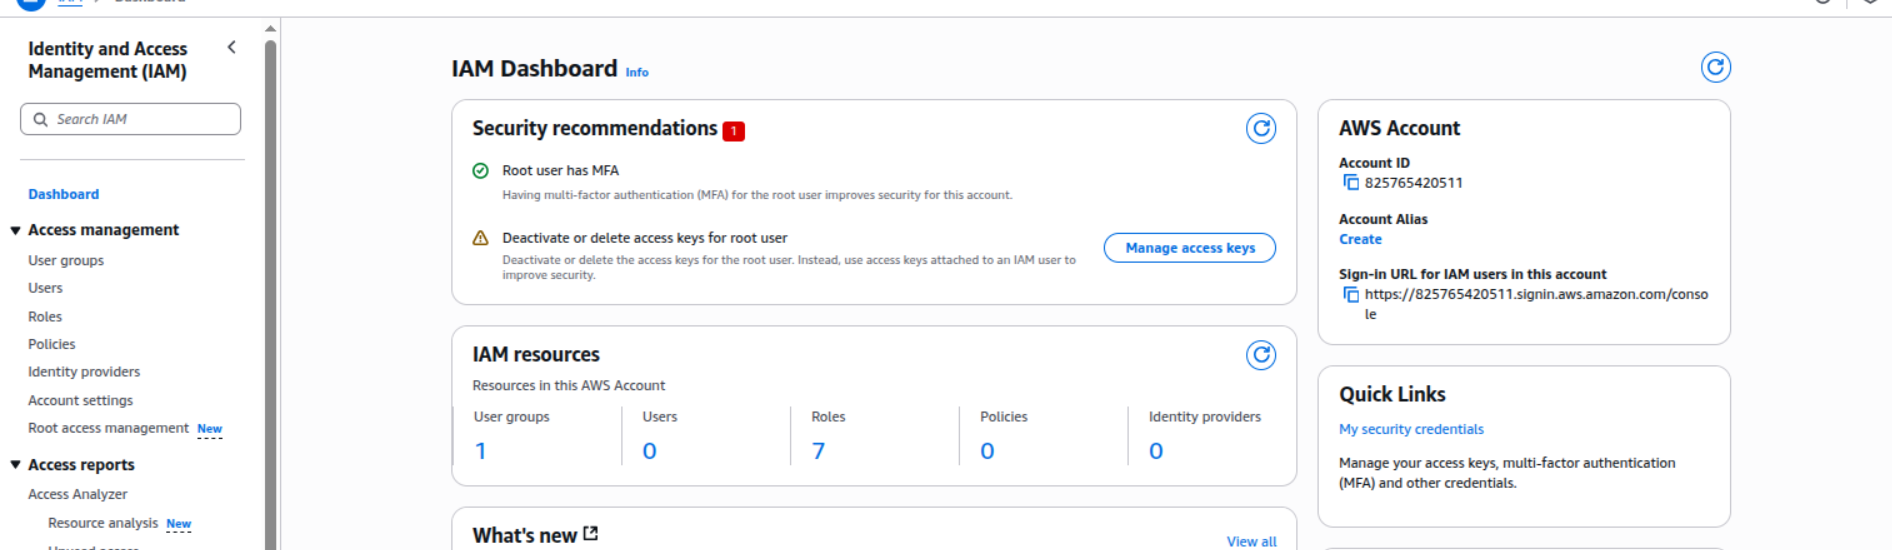 IAM
Dashboard
Identity and Access
Management (IAM)
Search IAM
Dashboard
Access management
User groups
Users
Roles
Policies
Identity providers
Account settings
Root access management New
Access reports
Access Analyzer
Resource analysis New
Unused access
IAM Dashboard Info
Security recommendations 1
Root user has MFA
Having multi-factor authentication (MFA) for the root user improves security for this account.
Deactivate or delete access keys for root user
Deactivate or delete the access keys for the root user. Instead, use access keys attached to an IAM user to
improve security.
Manage access keys
IAM resources
Resources in this AWS Account
User groups
1
Users
0
Roles
7
Policies
0
Identity providers
0
What's new
View all
AWS Account
Account ID
825765420511
Account Alias
Create
Sign-in URL for IAM users in this account
https://825765420511.signin.aws.amazon.com/conso
le
Quick Links
My security credentials
Manage your access keys, multi-factor authentication
(MFA) and other credentials.